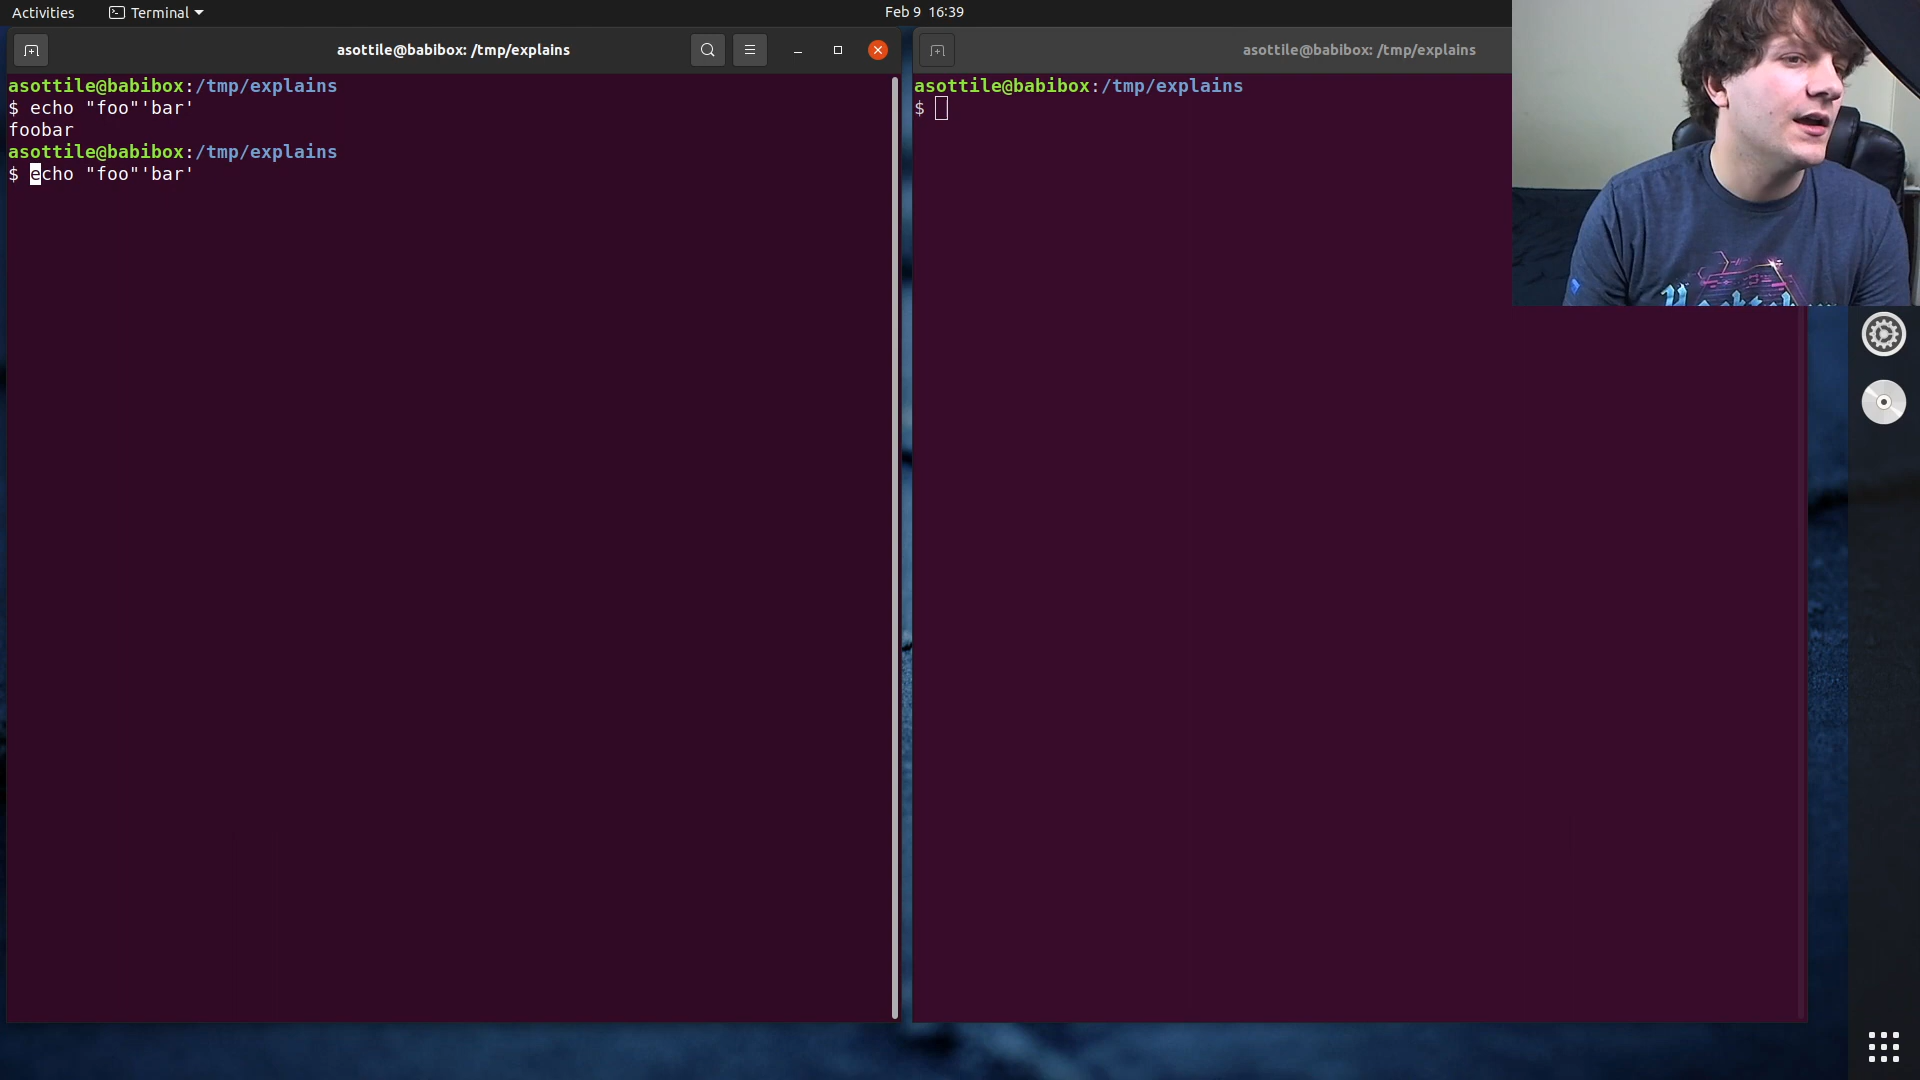 Activities
Terminal
Feb 9 16:39
asottile@babibox: /tmp/explains
asottile@babibox:/tmp/explains
$ echo "foo"'bar'
foobar
asottile@babibox:/tmp/explains
$ echo "foo"'bar'
asottile@babibox: /tmp/explains
asottile@babibox:/tmp/explains
$